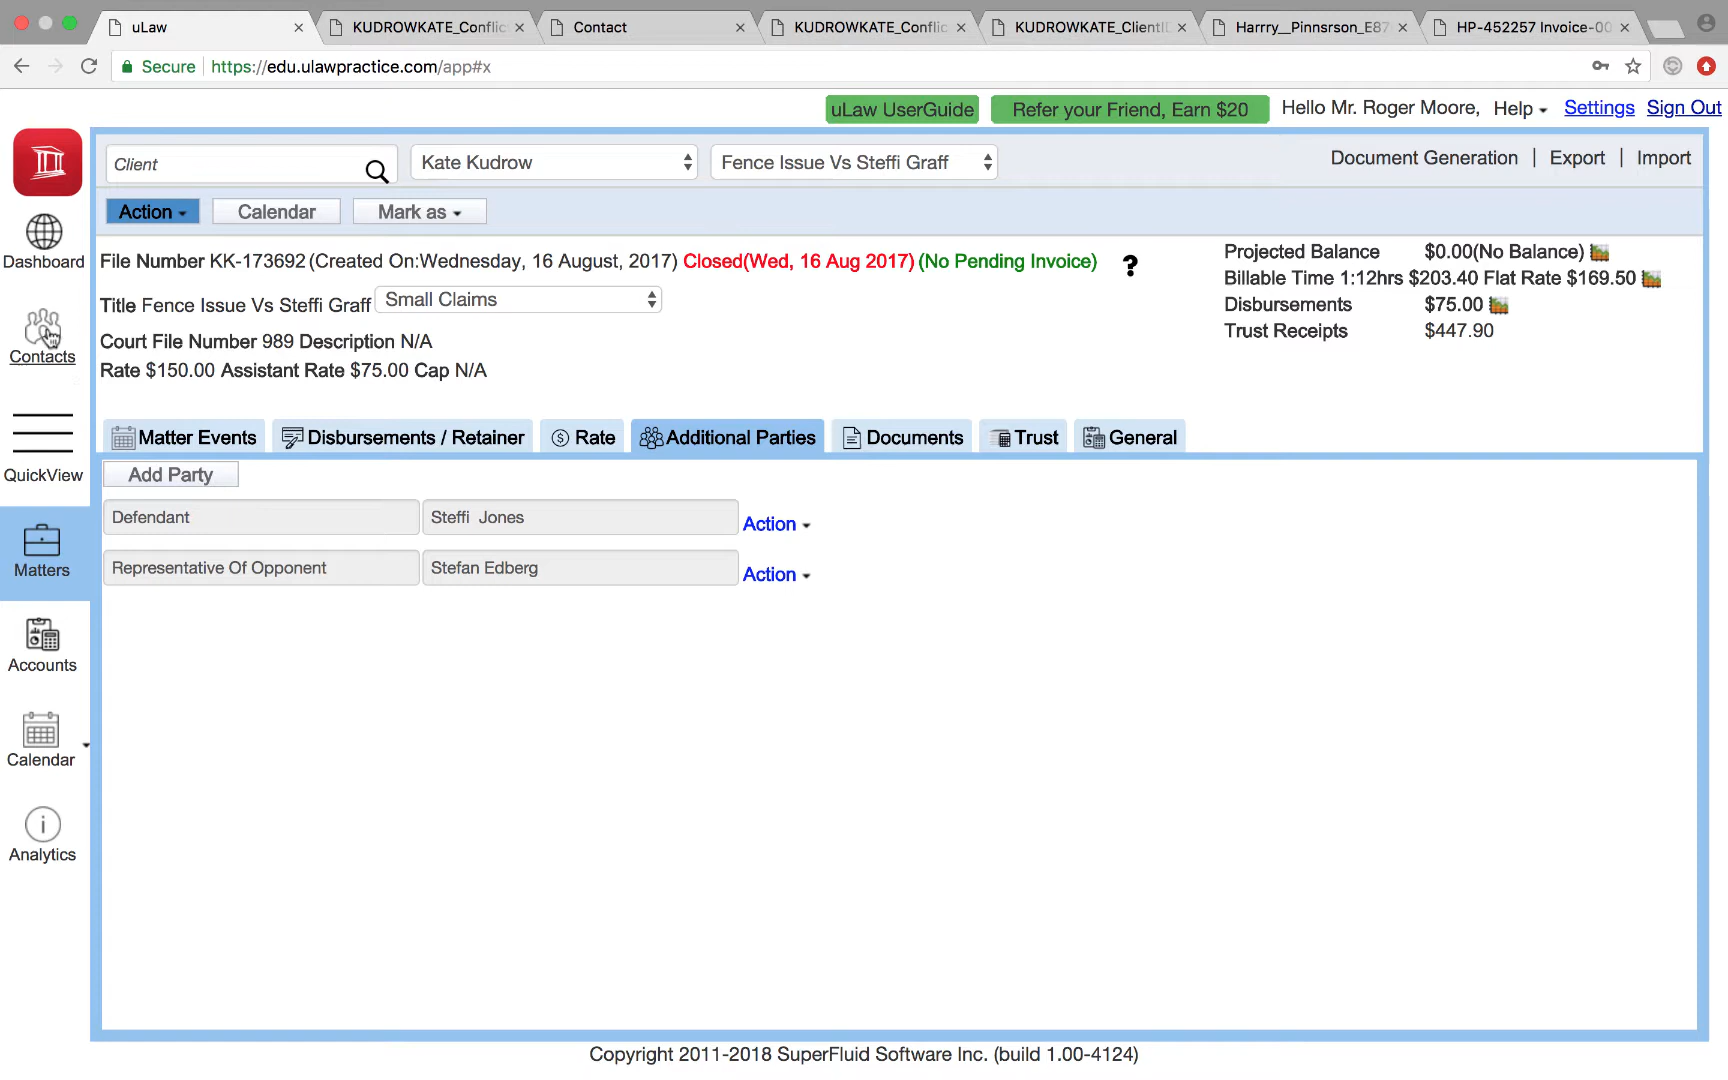 uLaw
KUDROWKATE_Conflic
Contact
KUDROWKATE_Conflic
KUDROWKATE_ClientI
Harrry__Pinnsrson_E87
HP-452257 Invoice-00
Secure
https://edu.ulawpractice.com/app#x
uLaw UserGuide
Refer your Friend, Earn $20
Hello Mr. Roger Moore,
Help
Settings
Sign Out
Client
Kate Kudrow
Fence Issue Vs Steffi Graff
Document Generation | Export | Import
Action
Calendar
Mark as
File Number KK-173692 (Created On:Wednesday, 16 August, 2017) Closed(Wed, 16 Aug 2017) (No Pending Invoice) ?
Title Fence Issue Vs Steffi Graff
Small Claims
Court File Number 989 Description N/A
Rate $150.00 Assistant Rate $75.00 Cap N/A
Projected Balance $0.00(No Balance)
Billable Time 1:12hrs $203.40 Flat Rate $169.50
Disbursements $75.00
Trust Receipts $447.90
Dashboard
Contacts
QuickView
Matters
Accounts
Calendar
Analytics
Matter Events
Disbursements / Retainer
Rate
Additional Parties
Documents
Trust
General
Add Party
Defendant
Steffi Jones
Action
Representative Of Opponent
Stefan Edberg
Action
Copyright 2011-2018 SuperFluid Software Inc. (build 1.00-4124)